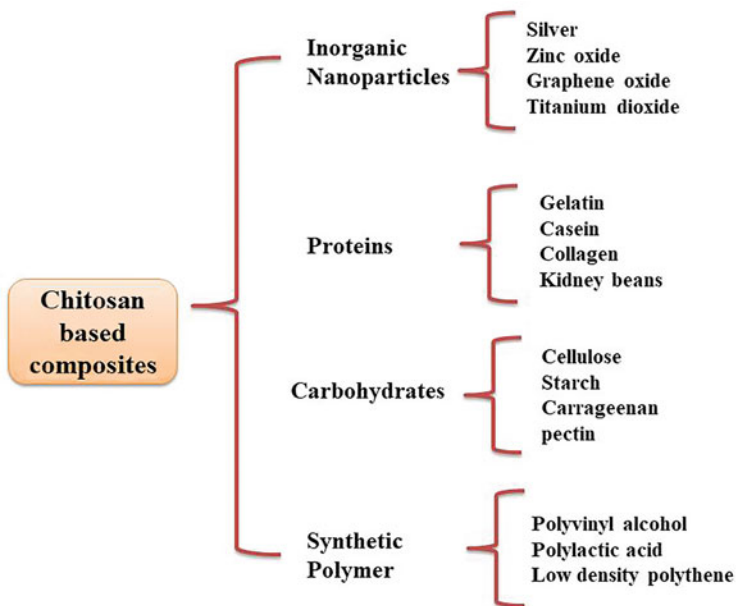 Chitosan
based
composites
Inorganic
Nanoparticles
Silver
Zinc oxide
Graphene oxide
Titanium dioxide
Proteins
Gelatin
Casein
Collagen
Kidney beans
Carbohydrates
Cellulose
Starch
Carrageenan
pectin
Synthetic
Polymer
Polyvinyl alcohol
Polylactic acid
Low density polythene